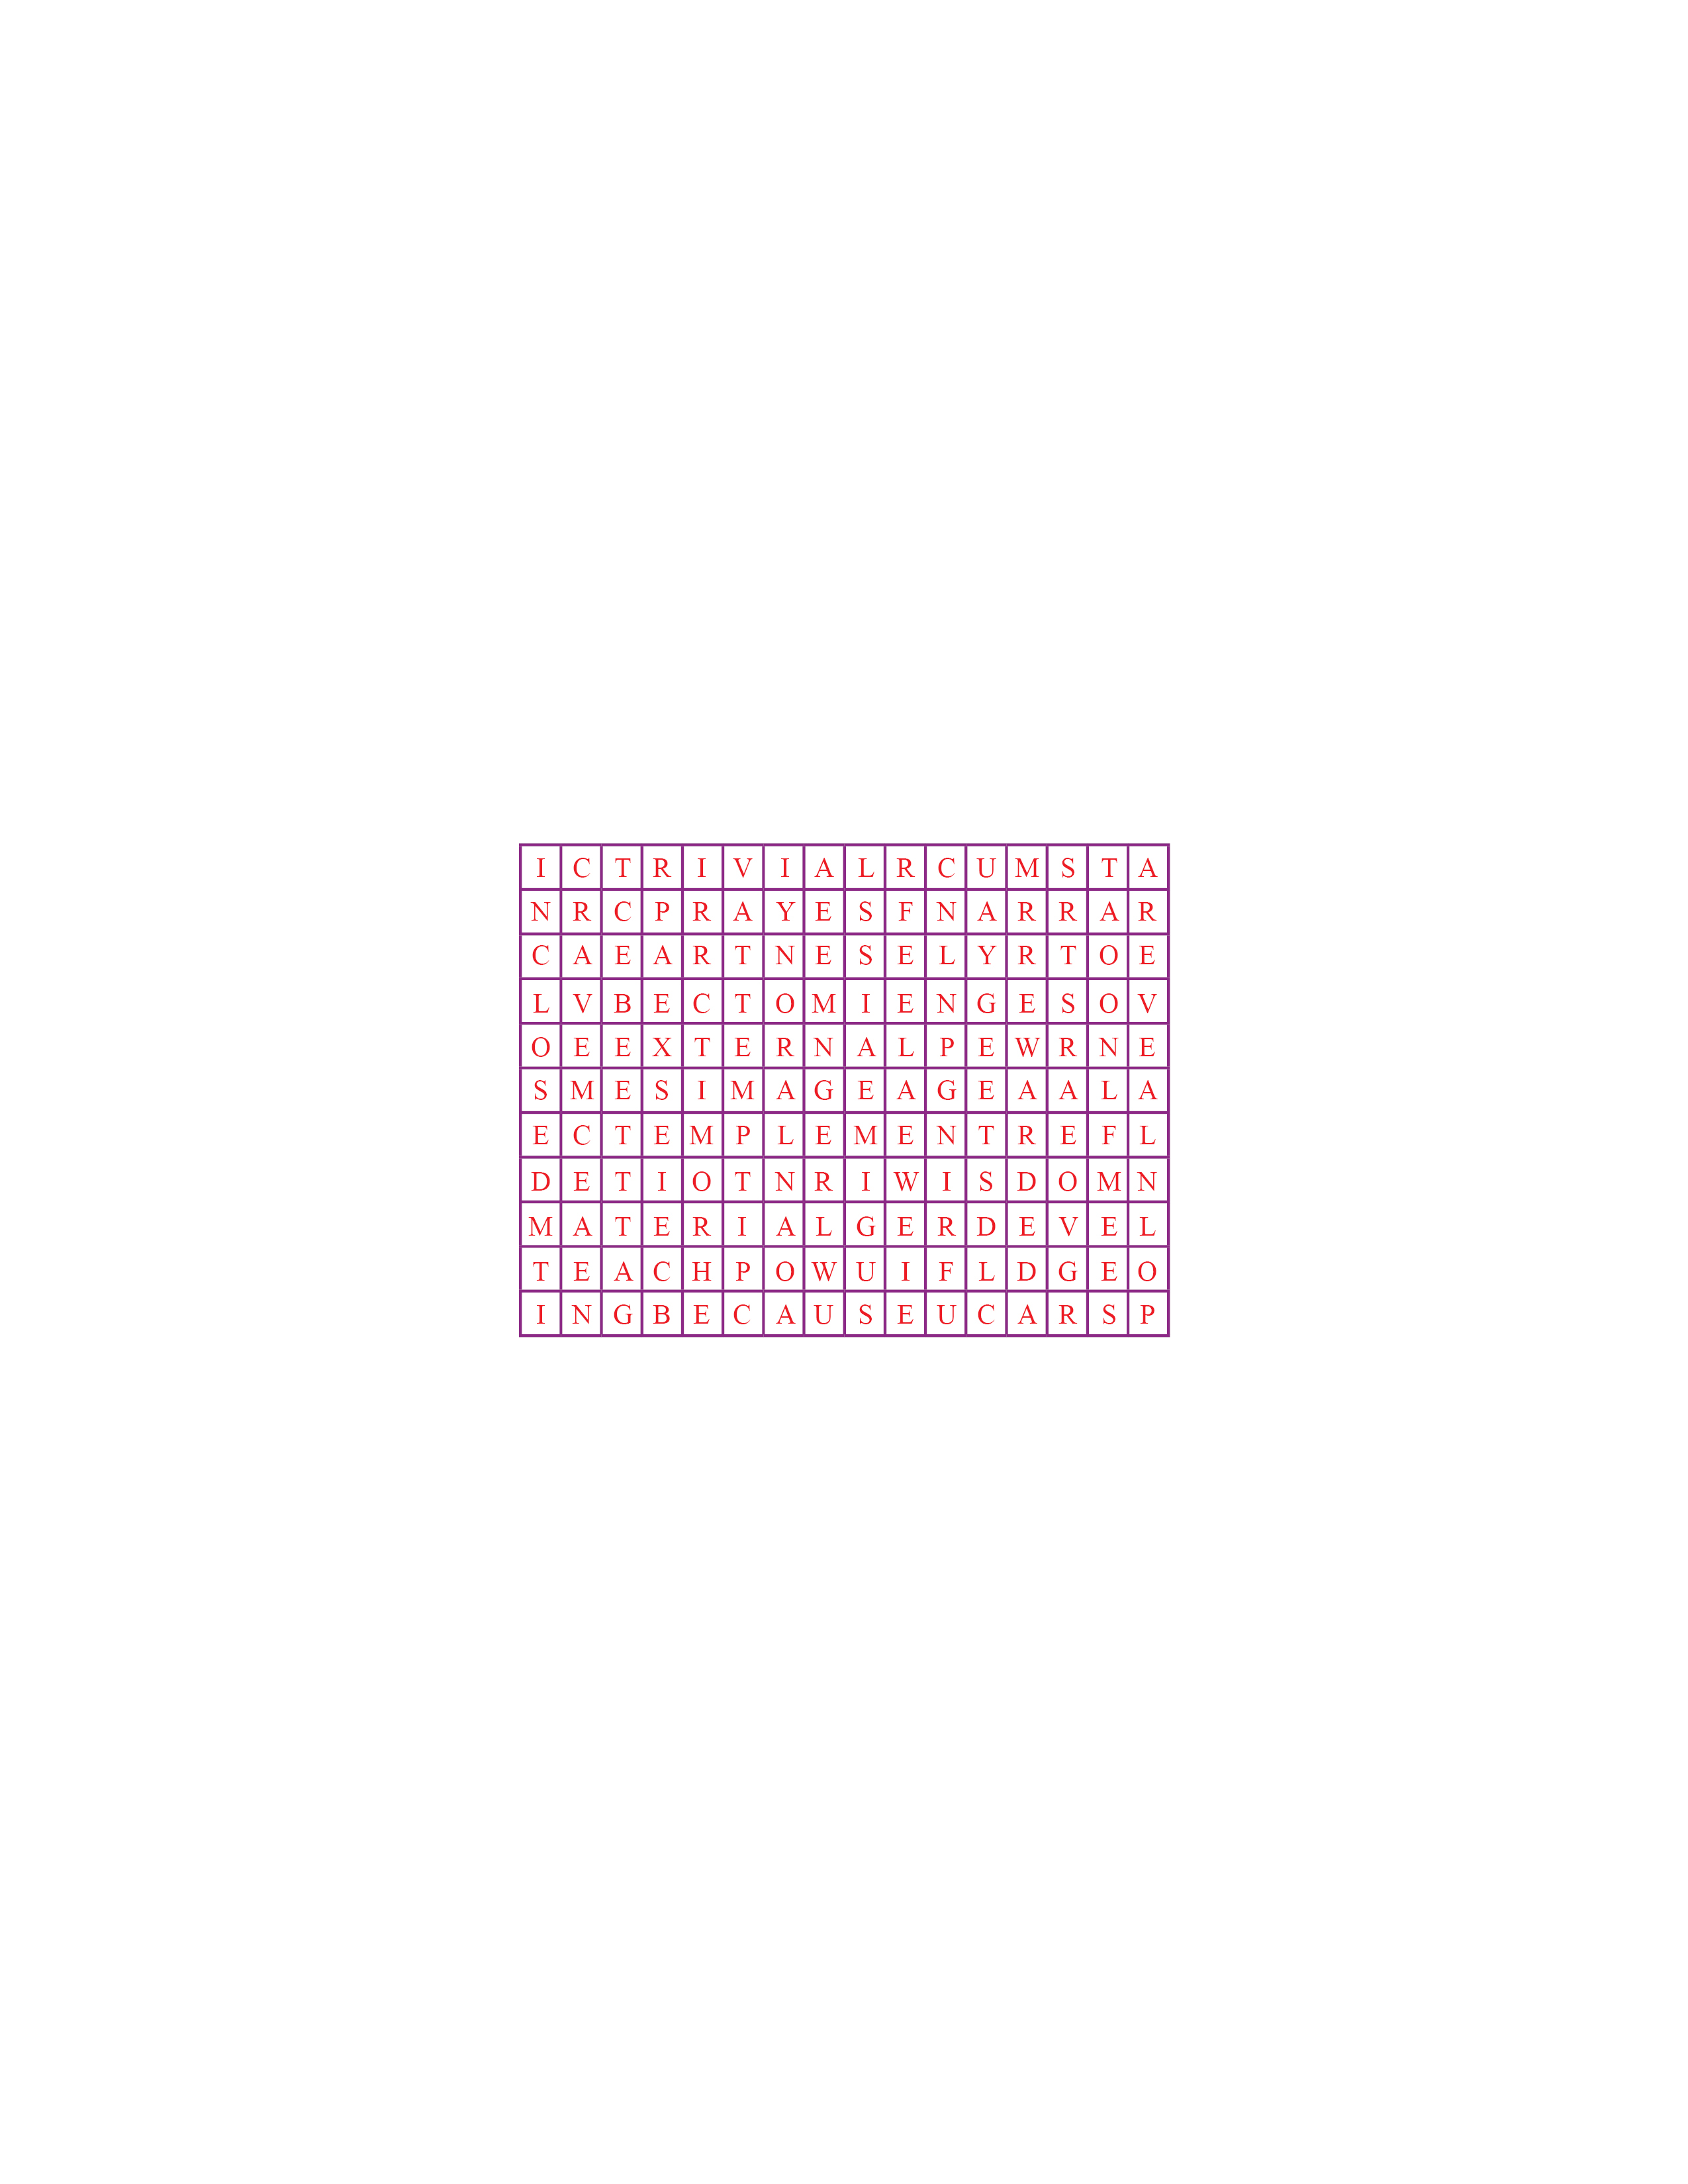 I C T R I V I A L R C U M S T A
N R C P R A Y E S F N A R R A R
C A E A R T N E S E L Y R T O E
L V B E C T O M I E N G E S O V
O E E X T E R N A L P E W R N E
S M E S I M A G E A G E A A L A
E C T E M P L E M E N T R E F L
D E T I O T N R I W I S D O M N
M A T E R I A L G E R D E V E L
T E A C H P O W U I F L D G E O
I N G B E C A U S E U C A R S P